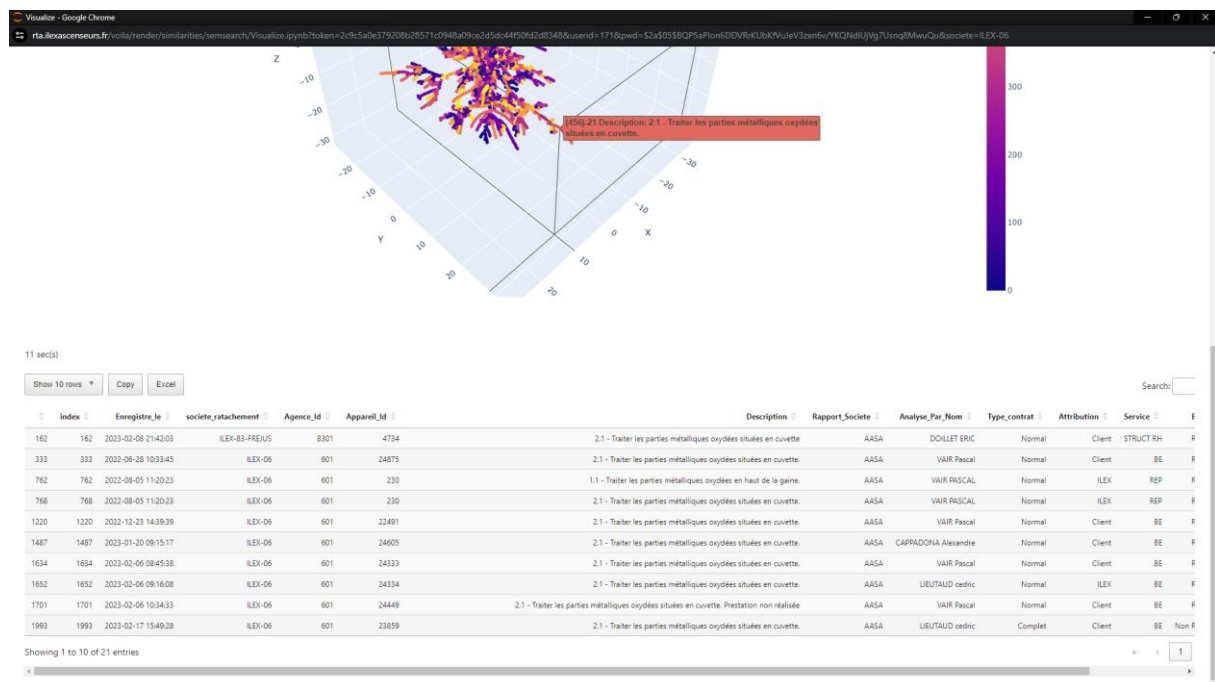 Visualize - Google Chrome
rta.ilexascenseurs.fr/voila/render/similarities/semsearch/Visualize.ipynb?token=2c9c5a0e379208b28571c0948a09ce2d5dc44f50fd2d8348&userid=171&pwd=
&societe=ILEX-06
Z
-10
-20
-30
-20
-10
0
Y
10
20
[456]-21 Description: 2.1 - Traiter les parties métalliques oxydées
situées en cuvette.
-30
-20
-10
0
X
10
20
300
200
100
0
11 sec(s)
Show 10 rows Copy Excel Search:
index Enregistre_le societe_ratachement Agence_Id Appareil_Id Description Rapport_Societe Analyse_Par_Nom Type_contrat Attribution Service E
162 162 2023-02-08 21:42:03 ILEX-83-FREJUS 8301 4734 2.1 - Traiter les parties métalliques oxydées situées en cuvette AASA DOILLET ERIC Normal Client STRUCT RH R
333 333 2022-06-28 10:33:45 ILEX-06 601 24875 2.1 - Traiter les parties métalliques oxydées situées en cuvette. AASA VAIR Pascal Normal Client BE R
762 762 2022-08-05 11:20:23 ILEX-06 601 230 1.1 - Traiter les parties métalliques oxydées en haut de la gaine. AASA VAIR PASCAL Normal ILEX REP R
768 768 2022-08-05 11:20:23 ILEX-06 601 230 2.1 - Traiter les parties métalliques oxydées situées en cuvette. AASA VAIR PASCAL Normal ILEX REP R
1220 1220 2022-12-23 14:39:39 ILEX-06 601 22491 2.1 - Traiter les parties métalliques oxydées situées en cuvette. AASA VAIR Pascal Normal Client BE R
1487 1487 2023-01-20 09:15:17 ILEX-06 601 24605 2.1 - Traiter les parties métalliques oxydées situées en cuvette. AASA CAPPADONA Alexandre Normal Client BE R
1634 1634 2023-02-06 08:45:38 ILEX-06 601 24333 2.1 - Traiter les parties métalliques oxydées situées en cuvette. AASA VAIR Pascal Normal Client BE R
1652 1652 2023-02-06 09:16:08 ILEX-06 601 24334 2.1 - Traiter les parties métalliques oxydées situées en cuvette. AASA LIEUTAUD cedric Normal ILEX BE R
1701 1701 2023-02-06 10:34:33 ILEX-06 601 24449 2.1 - Traiter les parties métalliques oxydées situées en cuvette. Prestation non réalisée AASA VAIR Pascal Normal Client BE R
1993 1993 2023-02-17 15:49:28 ILEX-06 601 23859 2.1 - Traiter les parties métalliques oxydées situées en cuvette. AASA LIEUTAUD cedric Complet Client BE Non R
Showing 1 to 10 of 21 entries « ‹ 1